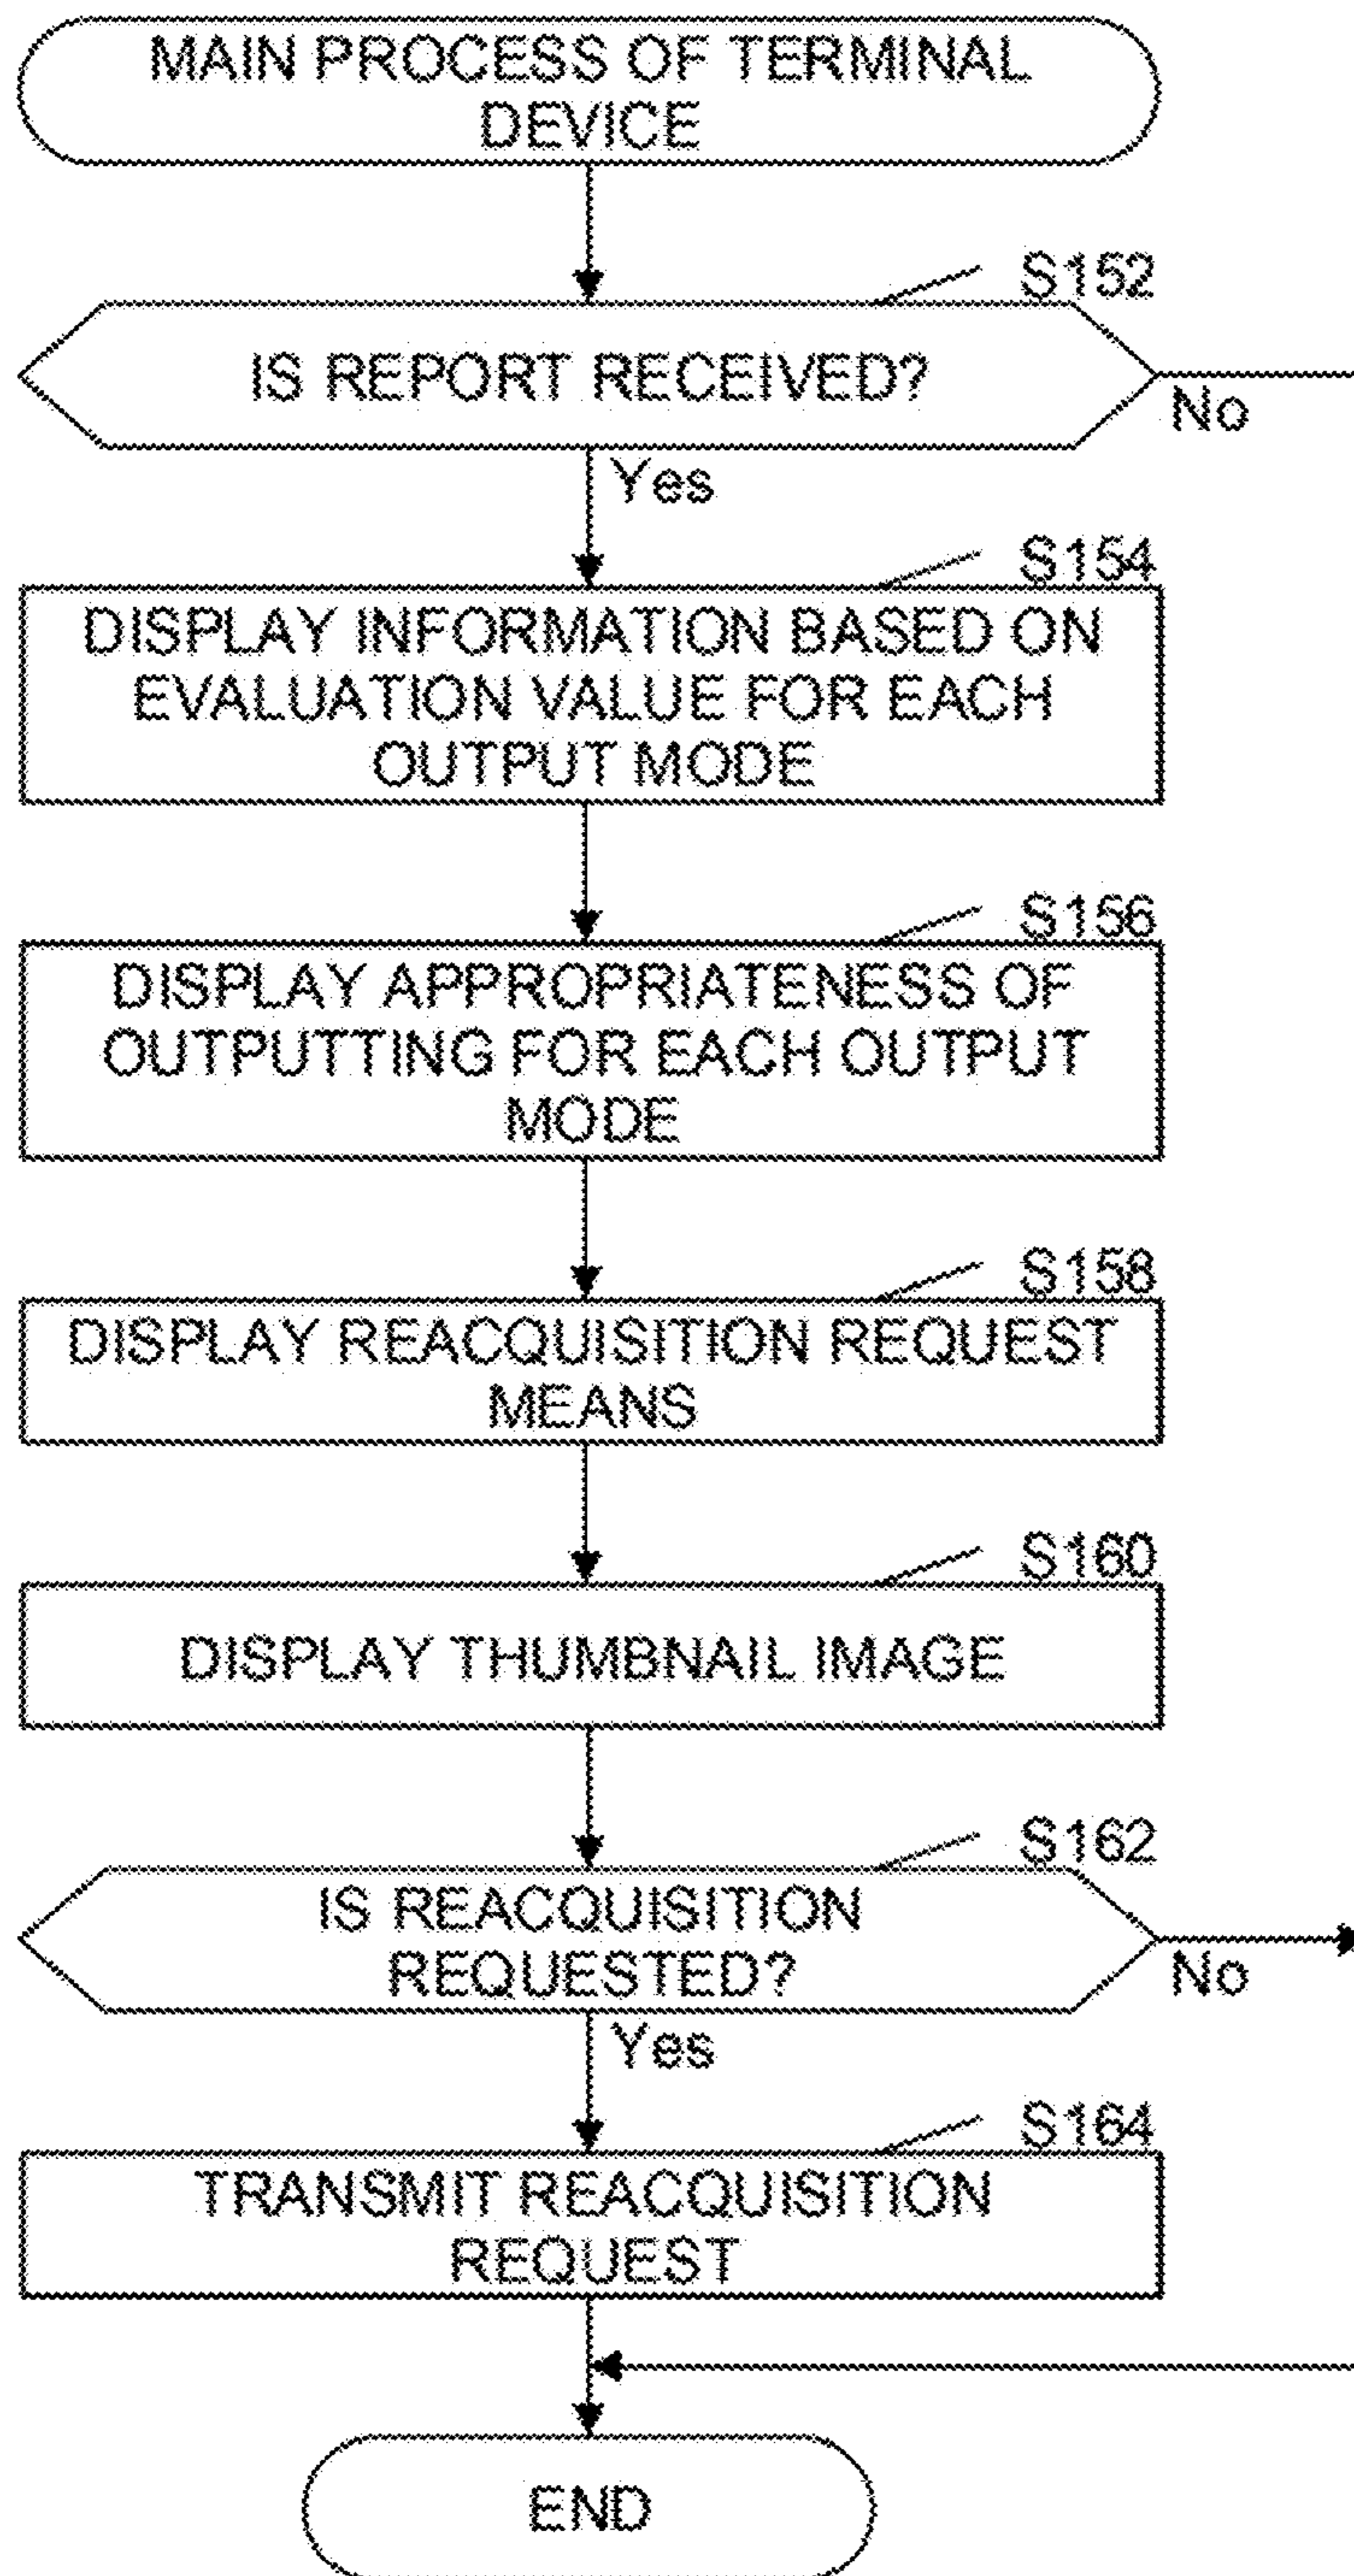 MAIN PROCESS OF TERMINAL
DEVICE
S152
IS REPORT RECEIVED?
No
Yes
S154
DISPLAY INFORMATION BASED ON
EVALUATION VALUE FOR EACH
OUTPUT MODE
S156
DISPLAY APPROPRIATENESS OF
OUTPUTTING FOR EACH OUTPUT
MODE
S158
DISPLAY REACQUISITION REQUEST
MEANS
S160
DISPLAY THUMBNAIL IMAGE
S162
IS REACQUISITION
REQUESTED?
No
Yes
S164
TRANSMIT REACQUISITION
REQUEST
END